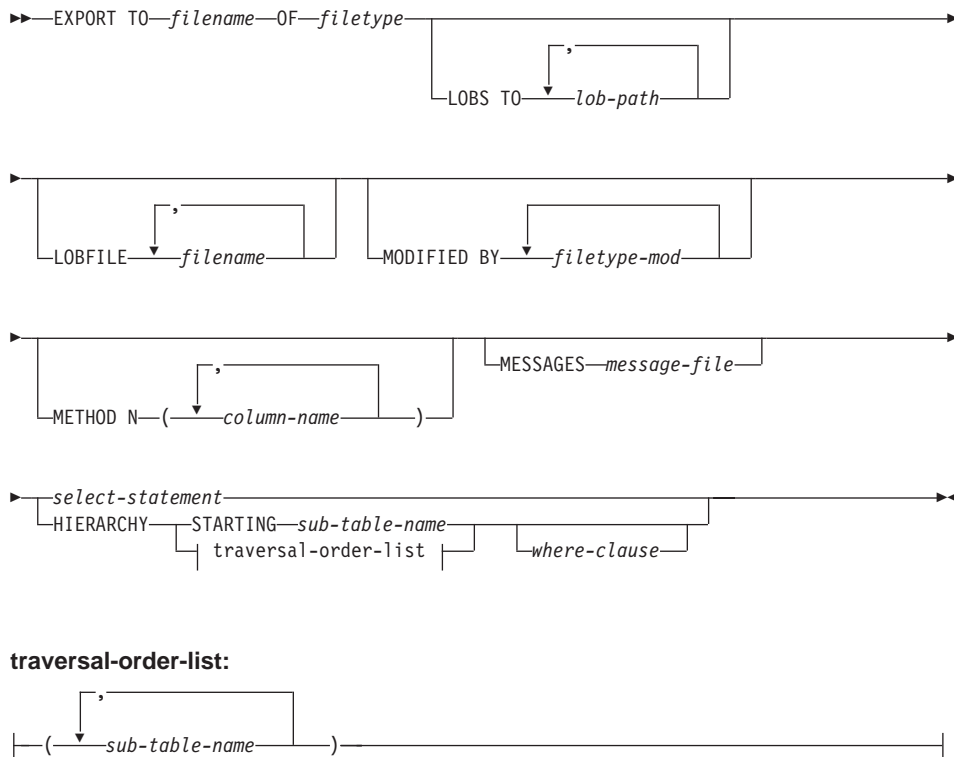 EXPORT TO filename OF filetype
,
LOBS TO lob-path
, 
LOBFILE filename MODIFIED BY filetype-mod
,
METHOD N ( column-name ) MESSAGES message-file
select-statement
HIERARCHY STARTING sub-table-name
traversal-order-list where-clause
traversal-order-list:
,
( sub-table-name )